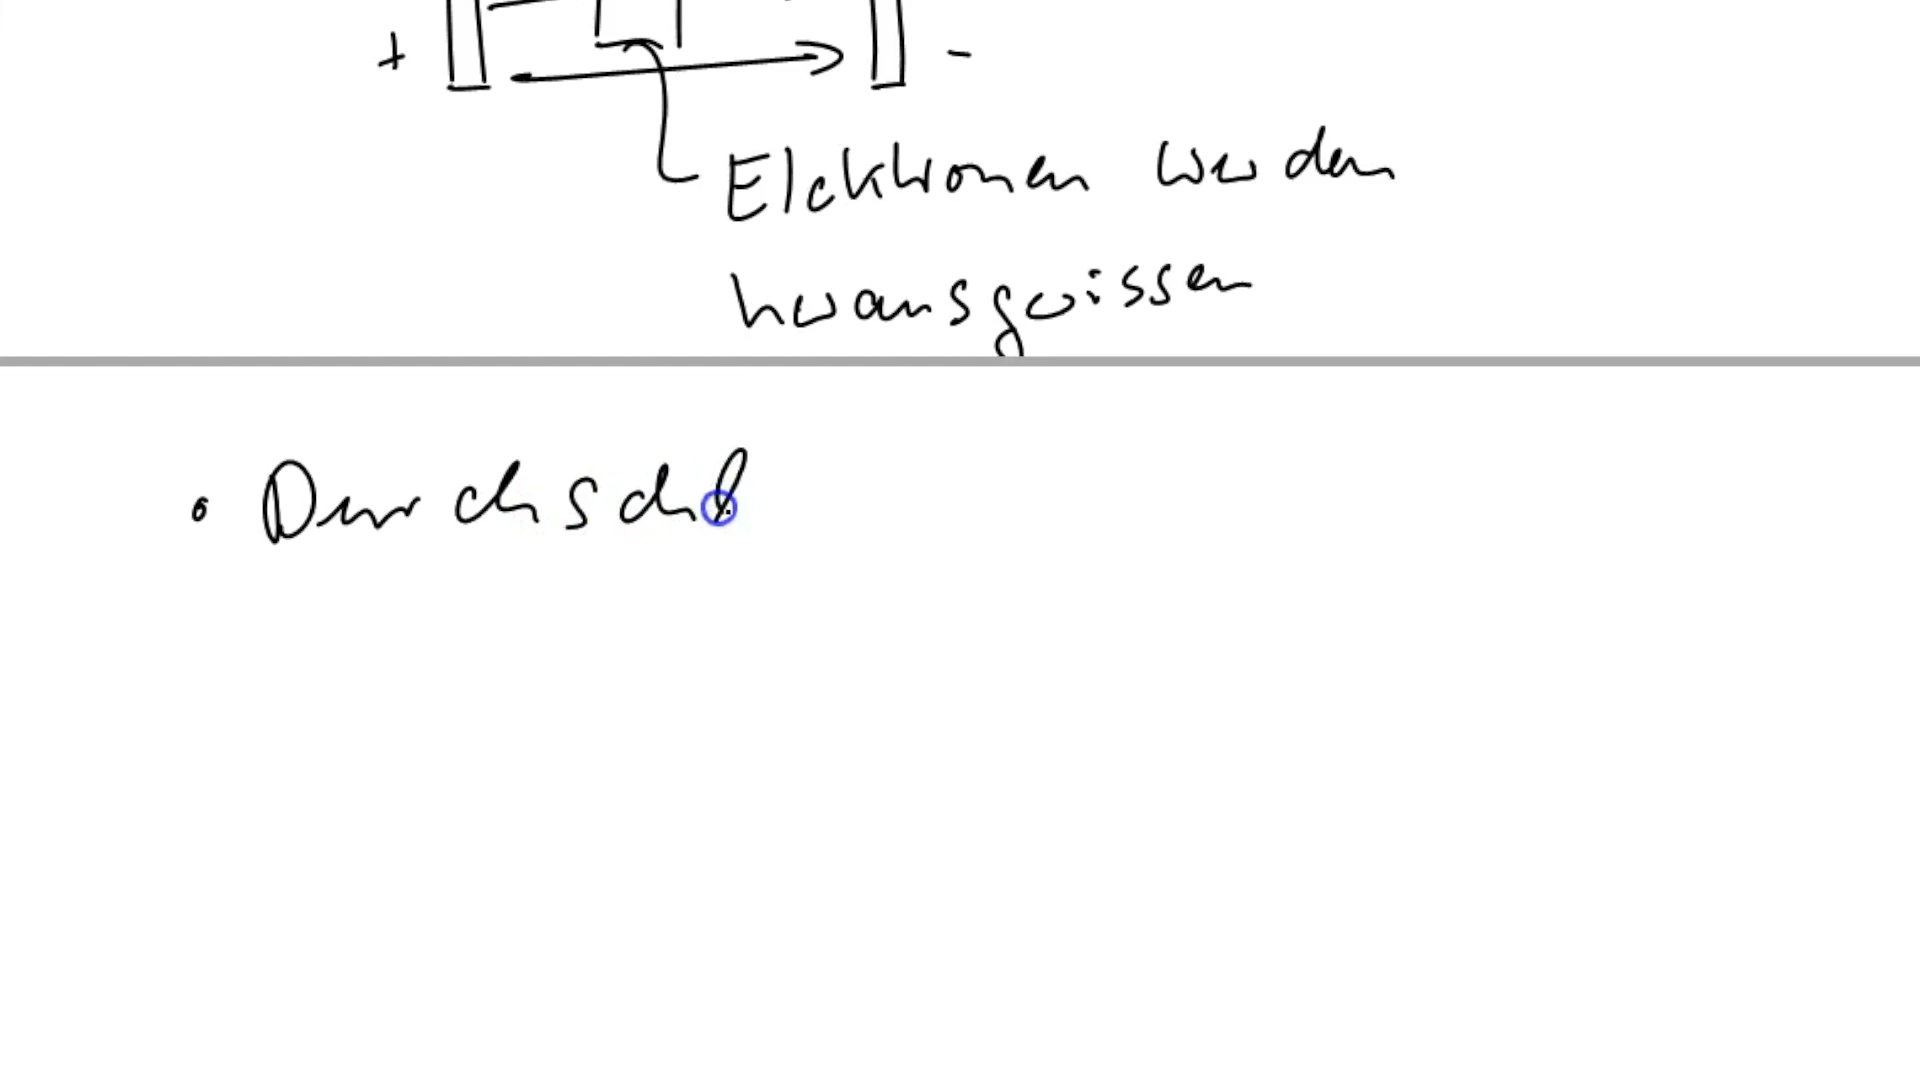 + -
Elektronen werden
herausgerissen
• Durchschl